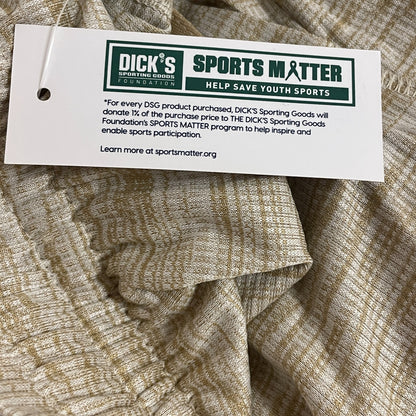 DICK'S
SPORTING GOODS
FOUNDATION
SPORTS MATTER
HELP SAVE YOUTH SPORTS
*For every DSG product purchased, DICK'S Sporting Goods will
donate 1% of the purchase price to THE DICK'S Sporting Goods
Foundation's SPORTS MATTER program to help inspire and
enable sports participation.
Learn more at sportsmatter.org